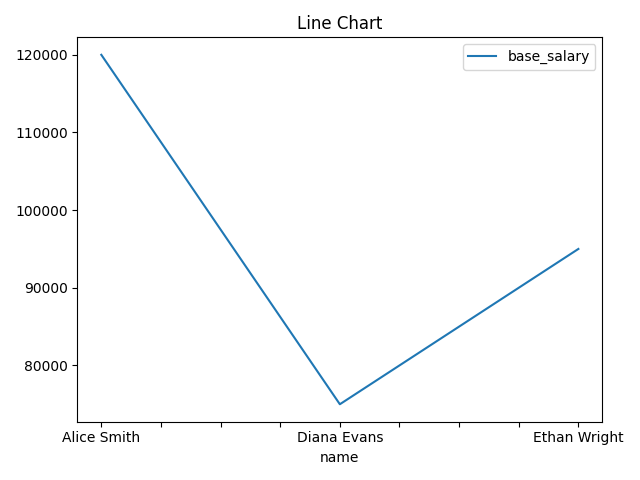 Line Chart
base_salary
120000
110000
100000
90000
80000
Alice Smith
Diana Evans
Ethan Wright
name